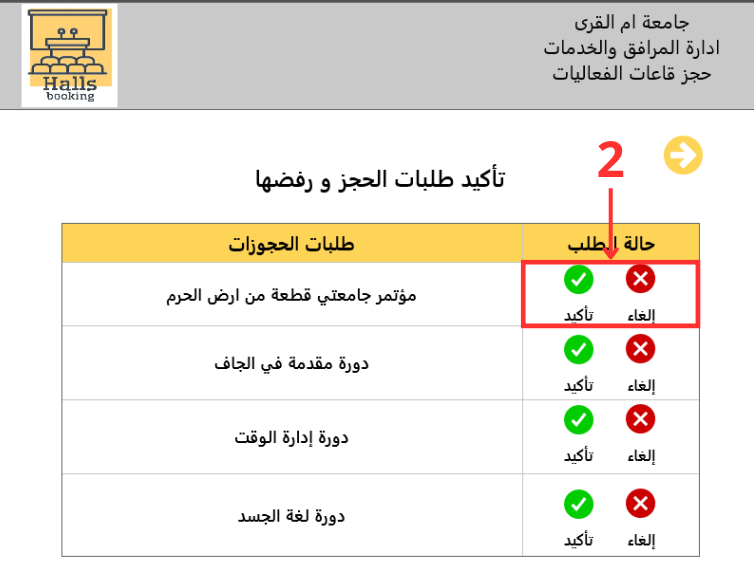 جامعة ام القرى
ادارة المرافق والخدمات
حجز قاعات الفعاليات
Halls
booking
2
تأكيد طلبات الحجز و رفضها
حالة الطلب
طلبات الحجوزات
إلغاء
تأكيد
مؤتمر جامعتي قطعة من ارض الحرم
إلغاء
تأكيد
دورة مقدمة في الجاف
إلغاء
تأكيد
دورة إدارة الوقت
إلغاء
تأكيد
دورة لغة الجسد